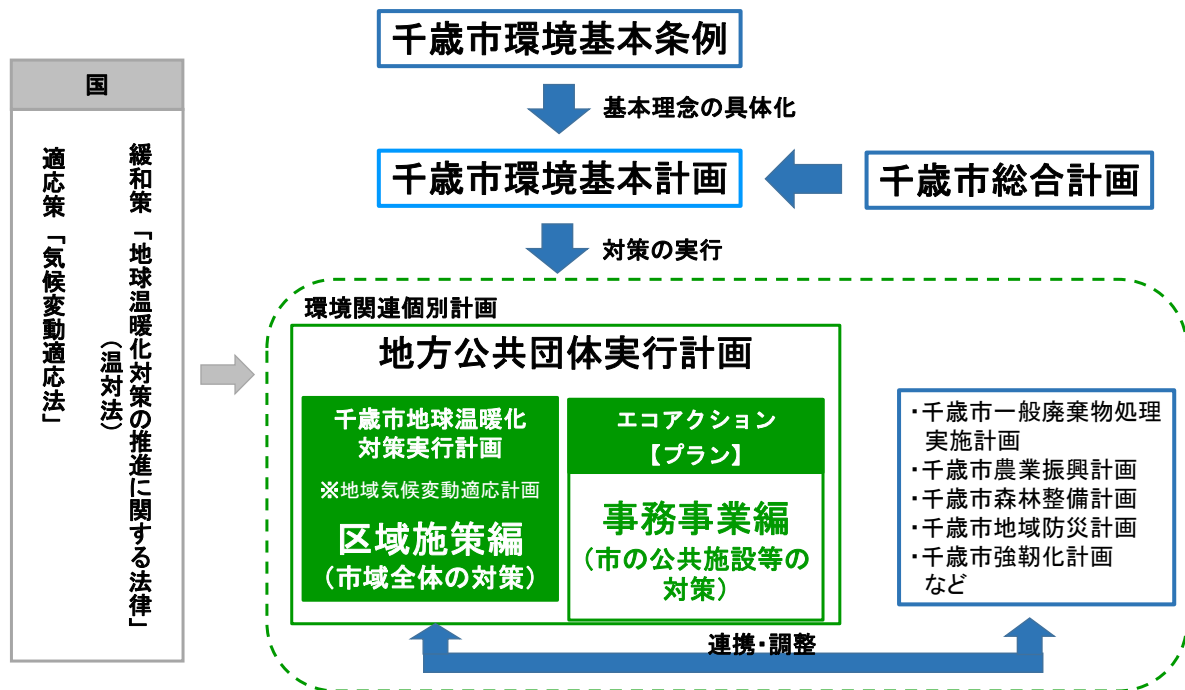 千歳市環境基本条例
国
基本理念の具体化
緩和策「地球温暖化対策の推進に関する法律」
（温対法）
適応策「気候変動適応法」
千歳市環境基本計画
千歳市総合計画
対策の実行
環境関連個別計画
地方公共団体実行計画
千歳市地球温暖化
対策実行計画
※地域気候変動適応計画
区域施策編
（市域全体の対策）
エコアクション
【プラン】
事務事業編
（市の公共施設等の
対策）
・千歳市一般廃棄物処理
実施計画
・千歳市農業振興計画
・千歳市森林整備計画
・千歳市地域防災計画
・千歳市強靭化計画
など
連携・調整